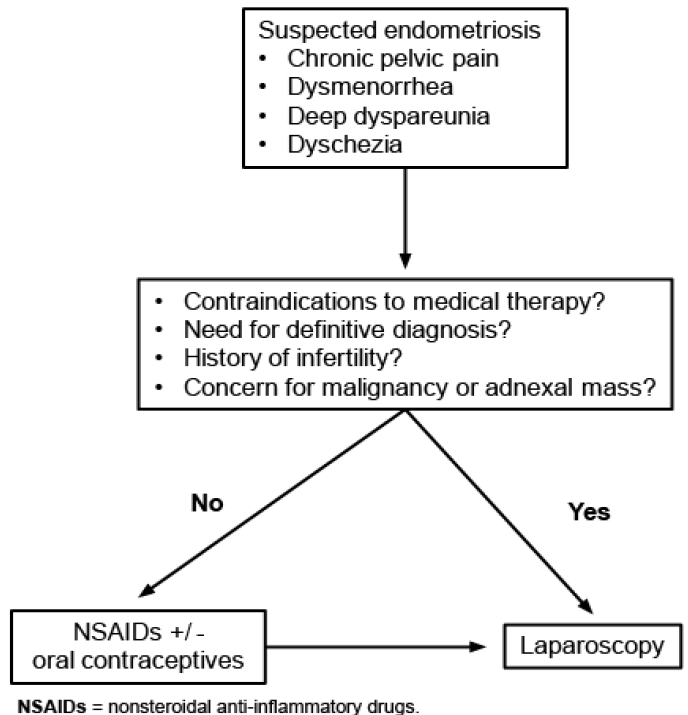 Suspected endometriosis
• Chronic pelvic pain
• Dysmenorrhea
• Deep dyspareunia
• Dyschezia
• Contraindications to medical therapy?
• Need for definitive diagnosis?
• History of infertility?
• Concern for malignancy or adnexal mass?
No
Yes
NSAIDs +/-
oral contraceptives
Laparoscopy
NSAIDs = nonsteroidal anti-inflammatory drugs.